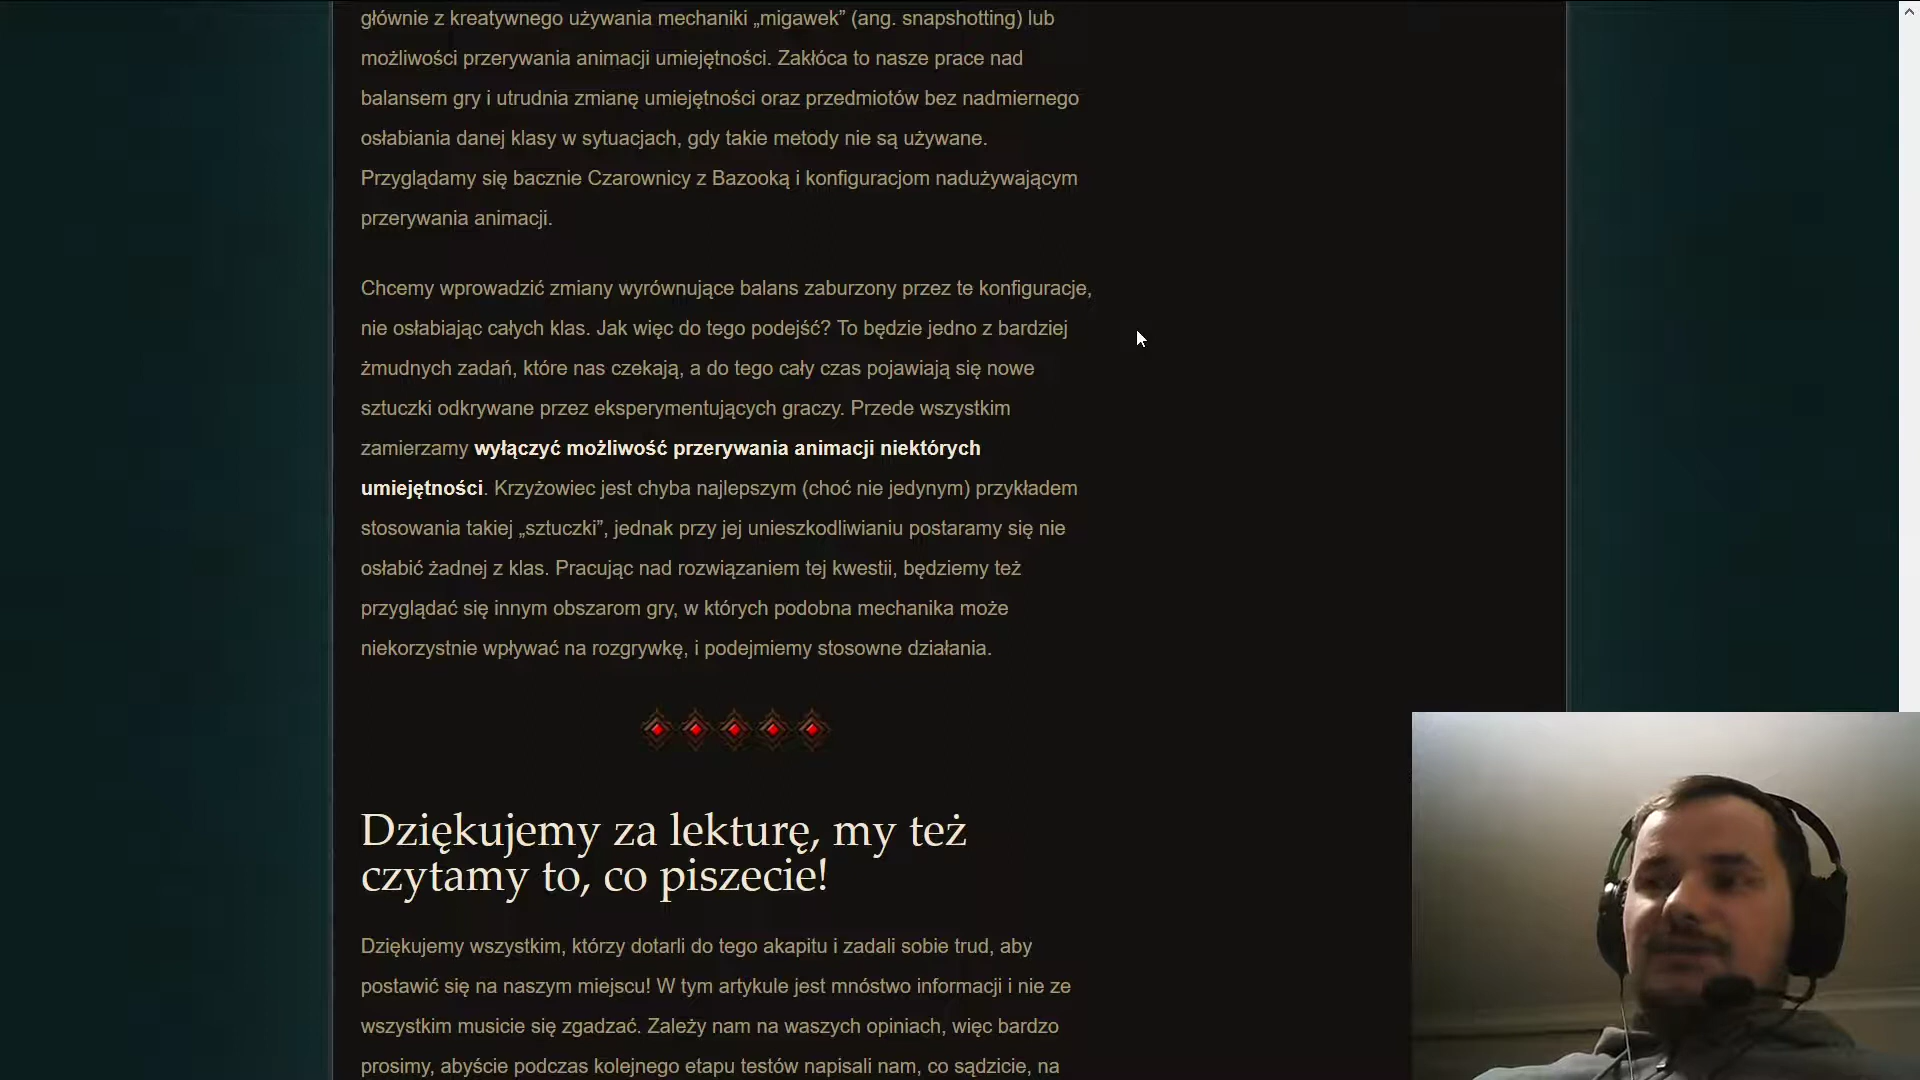 głównie z kreatywnego używania mechaniki „migawek” (ang. snapshotting) lub
możliwości przerywania animacji umiejętności. Zakłóca to nasze prace nad
balansem gry i utrudnia zmianę umiejętności oraz przedmiotów bez nadmiernego
osłabiania danej klasy w sytuacjach, gdy takie metody nie są używane.
Przyglądamy się bacznie Czarownicy z Bazooką i konfiguracjom nadużywającym
przerywania animacji.
Chcemy wprowadzić zmiany wyrównujące balans zaburzony przez te konfiguracje,
nie osłabiając całych klas. Jak więc do tego podejść? To będzie jedno z bardziej
żmudnych zadań, które nas czekają, a do tego cały czas pojawiają się nowe
sztuczki odkrywane przez eksperymentujących graczy. Przede wszystkim
zamierzamy wyłączyć możliwość przerywania animacji niektórych
umiejętności. Krzyżowiec jest chyba najlepszym (choć nie jedynym) przykładem
stosowania takiej „sztuczki”, jednak przy jej unieszkodliwianiu postaramy się nie
osłabić żadnej z klas. Pracując nad rozwiązaniem tej kwestii, będziemy też
przyglądać się innym obszarom gry, w których podobna mechanika może
niekorzystnie wpływać na rozgrywkę, i podejmiemy stosowne działania.
Dziękujemy za lekturę, my też
czytamy to, co piszecie!
Dziękujemy wszystkim, którzy dotarli do tego akapitu i zadali sobie trud, aby
postawić się na naszym miejscu! W tym artykule jest mnóstwo informacji i nie ze
wszystkim musicie się zgadzać. Zależy nam na waszych opiniach, więc bardzo
prosimy, abyście podczas kolejnego etapu testów napisali nam, co sądzicie, na